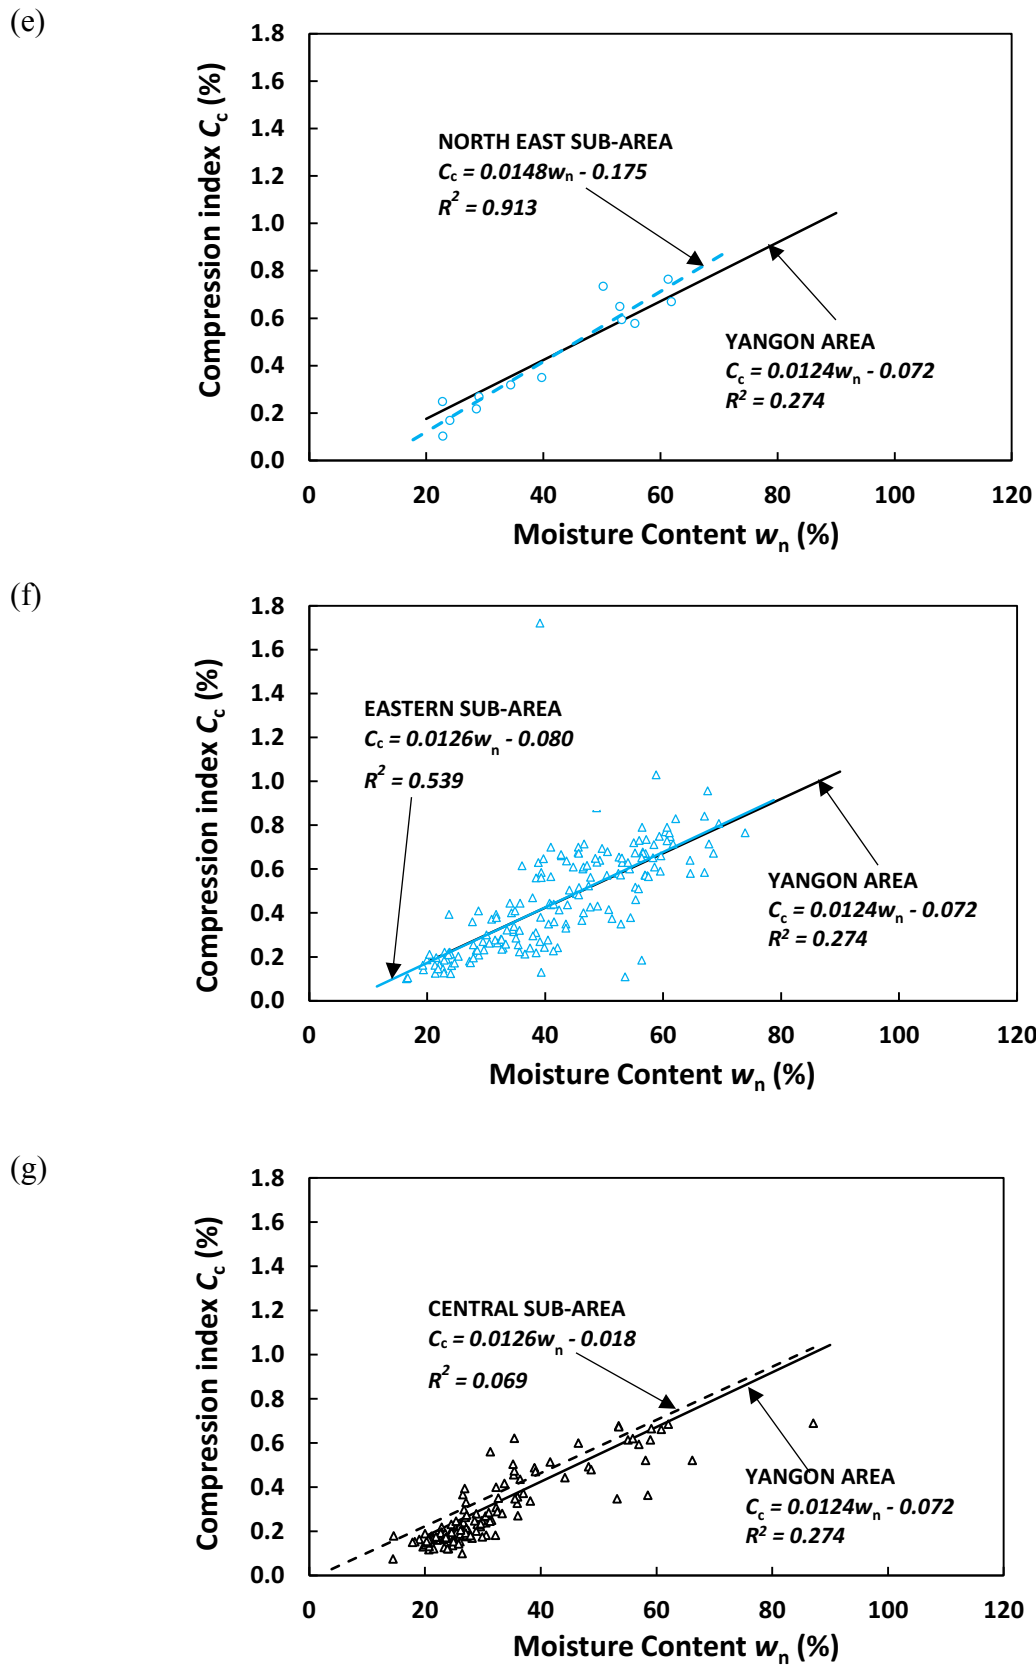 (e)
1.8
1.6
1.4
1.2
1.0
0.8
0.6
0.4
0.2
0.0
Compression index Cc (%)
NORTH EAST SUB-AREA
Cc = 0.0148wn - 0.175
R2 = 0.913
YANGON AREA
Cc = 0.0124wn - 0.072
R2 = 0.274
0 20 40 60 80 100 120
Moisture Content wn (%)
(f)
1.8
1.6
1.4
1.2
1.0
0.8
0.6
0.4
0.2
0.0
Compression index Cc (%)
EASTERN SUB-AREA
Cc = 0.0126wn - 0.080
R2 = 0.539
YANGON AREA
Cc = 0.0124wn - 0.072
R2 = 0.274
0 20 40 60 80 100 120
Moisture Content wn (%)
(g)
1.8
1.6
1.4
1.2
1.0
0.8
0.6
0.4
0.2
0.0
Compression index Cc (%)
CENTRAL SUB-AREA
Cc = 0.0126wn - 0.018
R2 = 0.069
YANGON AREA
Cc = 0.0124wn - 0.072
R2 = 0.274
0 20 40 60 80 100 120
Moisture Content wn (%)